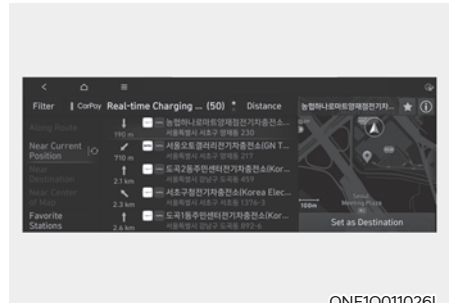 Filter CarPay Real-time Charging ... (50) Distance
농협하나로마트양재점전기차...
Along Route
농협하나로마트양재점전기차충전소...
190 m 서울특별시 서초구 양재동 230
Near Current Position
서울오토갤러리전기차충전소(GN T...
710 m 서울특별시 서초구 양재동 217
Near Destination
도곡2동주민센터전기차충전소(Kor...
2.1 km 서울특별시 강남구 도곡동 459
Near Center of Map
서초구청전기차충전소(Korea Elec...
2.3 km 서울특별시 서초구 서초동 1376-3
Favorite Stations
도곡1동주민센터전기차충전소(Kor...
2.6 km 서울특별시 강남구 도곡동 892-6
100m
Seoul
Meeting Plaza
Set as Destination
ONE1Q011026L